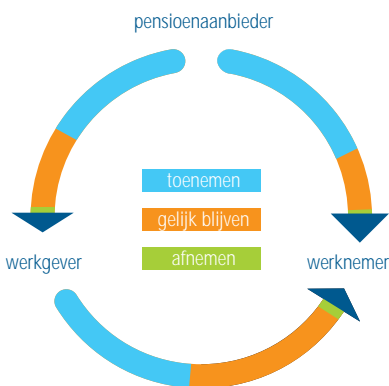 pensioenaanbieder
toenemen
gelijk blijven
afnemen
werkgever
werknemer